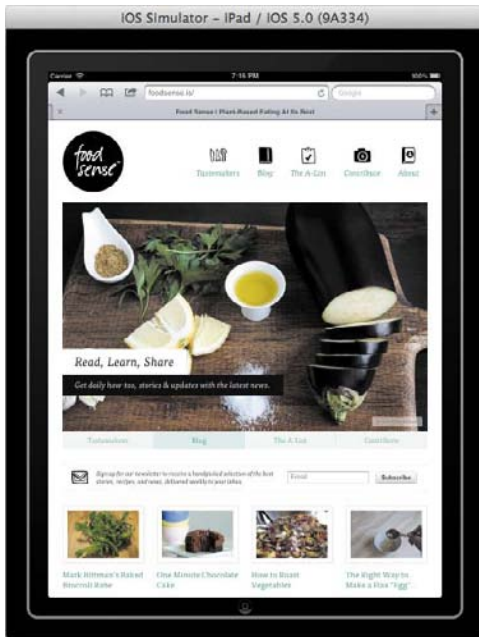 iOS Simulator – iPad / iOS 5.0 (9A334)
Carrier 7:16 PM 100%
foodsense.is/ Google
Food Sense | Plant-Based Eating At Its Best
food sense™
Tastemakers Blog The A-List Contribute About
Read, Learn, Share
Get daily how-tos, stories & updates with the latest news.
Tastemakers Blog The A-List Contribute
Sign up for our newsletter to receive a handpicked selection of the best
stories, recipes, and news, delivered weekly to your inbox.
Email Subscribe
Mark Bittman's Baked
Broccoli Rabe
One Minute Chocolate
Cake
How to Roast
Vegetables
The Right Way to
Make a Flax "Egg"